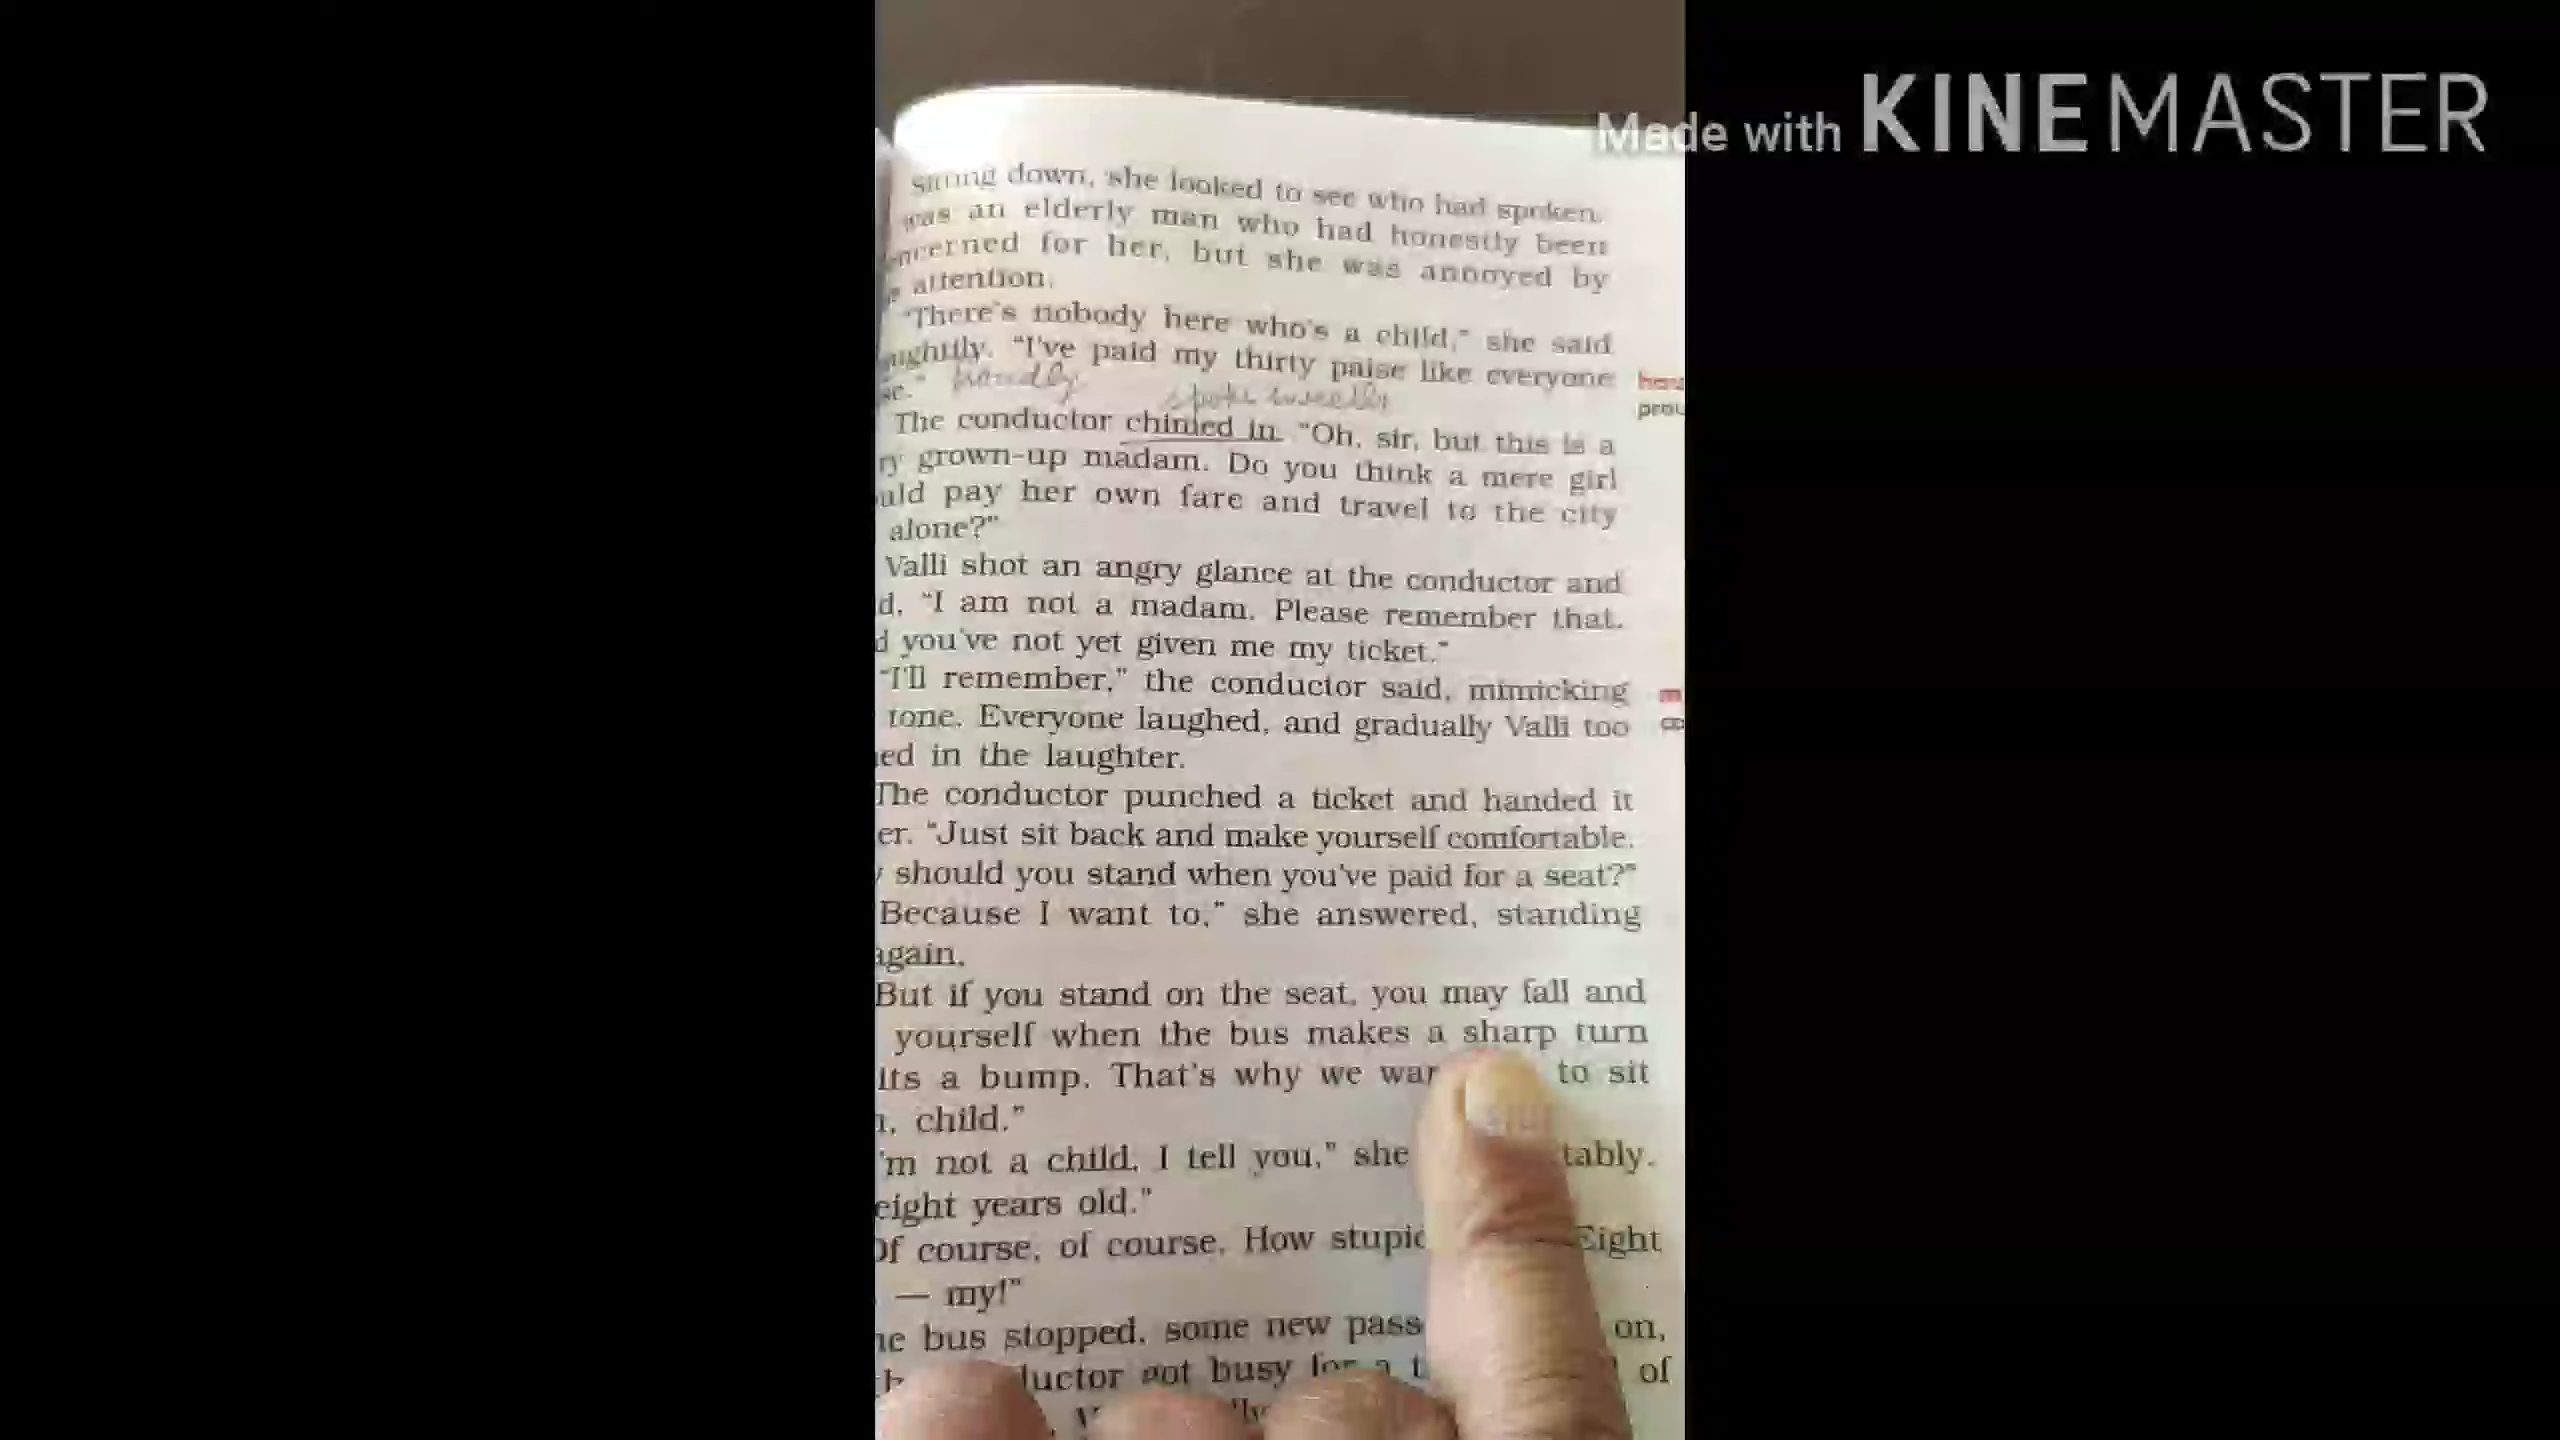 Made with KINEMASTER
Sitting down, she looked to see who had spoken.
was an elderly man who had honestly been
ncerned for her, but she was annoyed by
attention.
"There's nobody here who's a child," she said
ughtily. "I've paid my thirty paise like everyone
se."
The conductor chimed in. "Oh, sir, but this is a
ry grown-up madam. Do you think a mere girl
uld pay her own fare and travel to the city
alone?"
Valli shot an angry glance at the conductor and
d, "I am not a madam. Please remember that.
d you've not yet given me my ticket."
"I'll remember," the conductor said, mimicking
tone. Everyone laughed, and gradually Valli too
ed in the laughter.
The conductor punched a ticket and handed it
er. "Just sit back and make yourself comfortable.
should you stand when you've paid for a seat?"
Because I want to," she answered, standing
again.
But if you stand on the seat, you may fall and
yourself when the bus makes a sharp turn
its a bump. That's why we to sit
, child."
'm not a child, I tell you," she tably.
eight years old."
Of course, of course. How Eight
— my!"
bus stopped, some new on,
got busy of